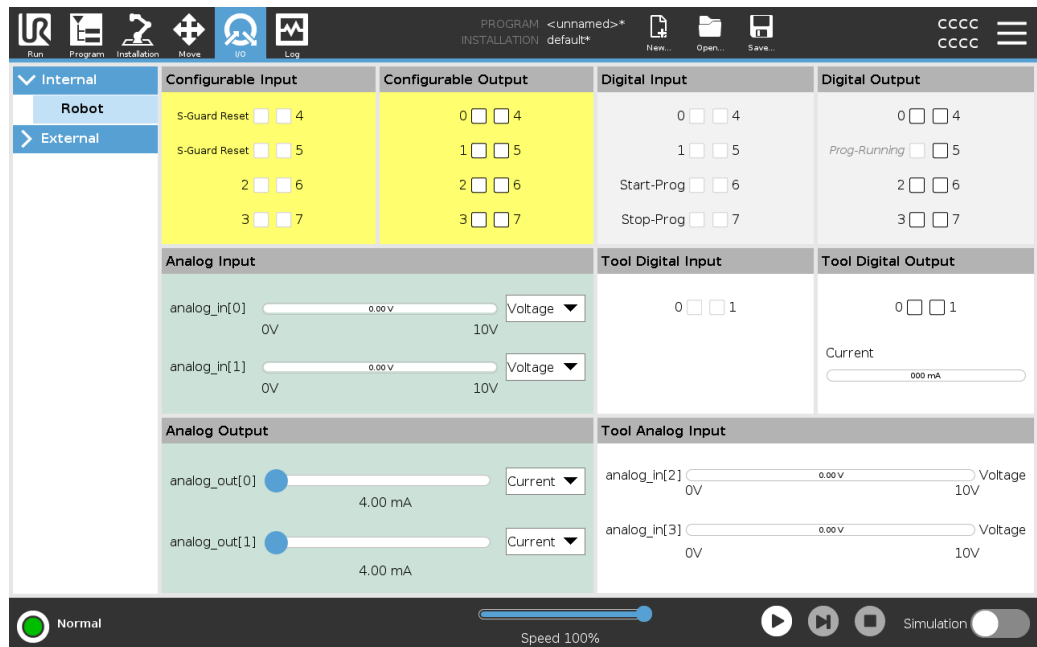 PROGRAM <unnamed>*
INSTALLATION default*
CCCC
CCCC
UR
Run Program Installation Move I/O Log New... Open... Save...
Internal
Robot
External
Configurable Input
S-Guard Reset 4
S-Guard Reset 5
2 6
3 7
Configurable Output
0 4
1 5
2 6
3 7
Digital Input
0 4
1 5
Start-Prog 6
Stop-Prog 7
Digital Output
0 4
Prog-Running 5
2 6
3 7
Analog Input
analog_in[0] 0.00 V Voltage
0V 10V
analog_in[1] 0.00 V Voltage
0V 10V
Tool Digital Input
0 1
Tool Digital Output
0 1
Current
000 mA
Analog Output
analog_out[0] Current
4.00 mA
analog_out[1] Current
4.00 mA
Tool Analog Input
analog_in[2] 0.00 V Voltage
0V 10V
analog_in[3] 0.00 V Voltage
0V 10V
Normal
Speed 100%
Simulation